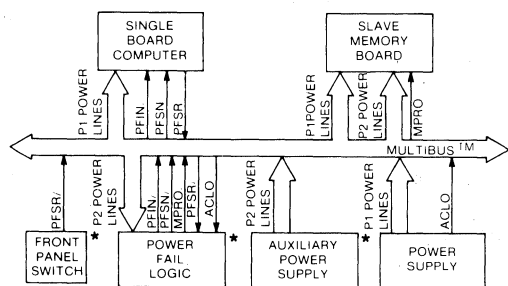 SINGLE
BOARD
COMPUTER
SLAVE
MEMORY
BOARD
P1 POWER
LINES
PFIN
PFSN
PFSR
P1POWER
LINES
P2 POWER
LINES
MPRO
MULTIBUS™
PFSR/
P2 POWER
LINES
PFIN/
PFSN/
MPRO
PFSR/
ACLO
P2 POWER
LINES
P1 POWER
LINES
ACLO
FRONT
PANEL
SWITCH
*
POWER
FAIL
LOGIC
*
AUXILIARY
POWER
SUPPLY
*
POWER
SUPPLY